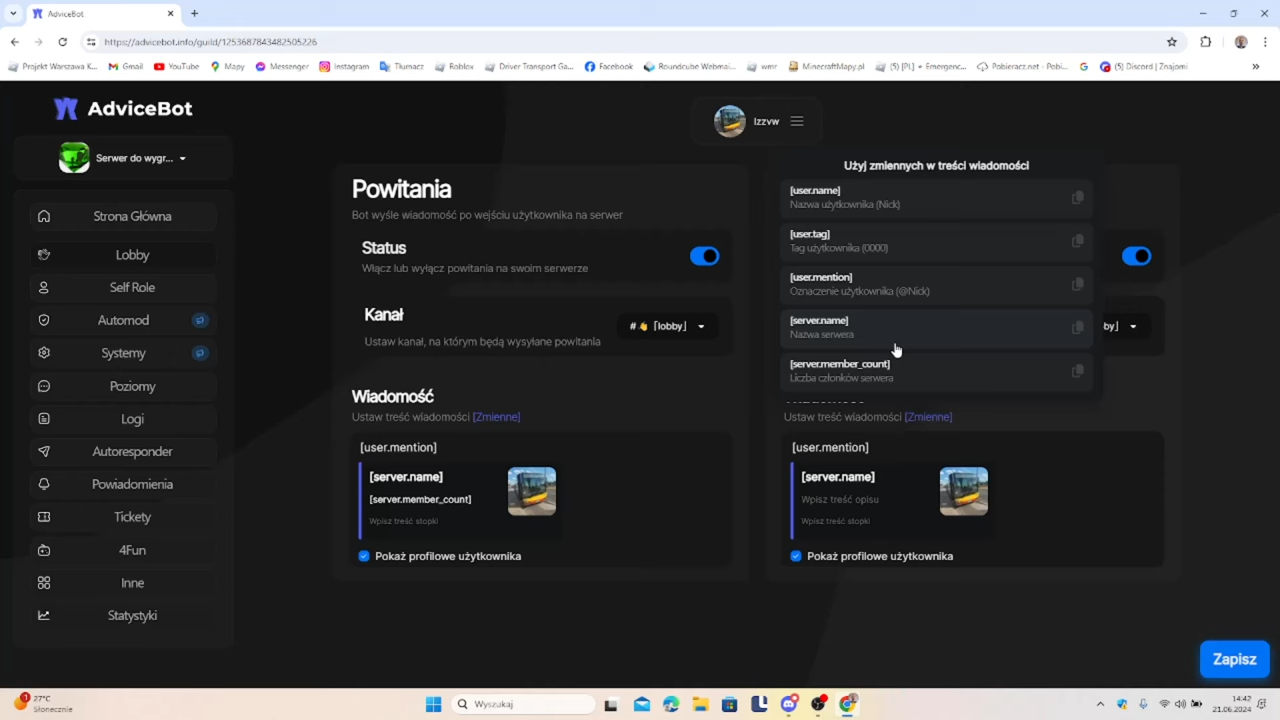 AdviceBot
https://advicebot.info/guild/1253687843482505226
Projekt Warszawa K...
Gmail
YouTube
Mapy
Messenger
Instagram
Tłumacz
Roblox
Driver Transport Ga...
Facebook
Roundcube Webmai...
wmr
MinecraftMapy.pl
(5) [PL] • Emergenc...
Pobieracz.net - Pobi...
(5) Discord | Znajomi
AdviceBot
Serwer do wygr...
Strona Główna
Lobby
Self Role
Automod
Systemy
Poziomy
Logi
Autoresponder
Powiadomienia
Tickety
4Fun
Inne
Statystyki
Izzvw
Powitania
Bot wyśle wiadomość po wejściu użytkownika na serwer
Status
Włącz lub wyłącz powitania na swoim serwerze
Kanał
Ustaw kanał, na którym będą wysyłane powitania
#👋 [lobby]
Wiadomość
Ustaw treść wiadomości [Zmienne]
[user.mention]
[server.name]
[server.member_count]
Wpisz treść stopki
Pokaż profilowe użytkownika
Użyj zmiennych w treści wiadomości
[user.name]
Nazwa użytkownika (Nick)
[user.tag]
Tag użytkownika (0000)
[user.mention]
Oznaczenie użytkownika (@Nick)
[server.name]
Nazwa serwera
[server.member_count]
Liczba członków serwera
by]
Ustaw treść wiadomości [Zmienne]
[user.mention]
[server.name]
Wpisz treść opisu
Wpisz treść stopki
Pokaż profilowe użytkownika
Zapisz
27°C
Słonecznie
Wyszukaj
14:42
21.06.2024